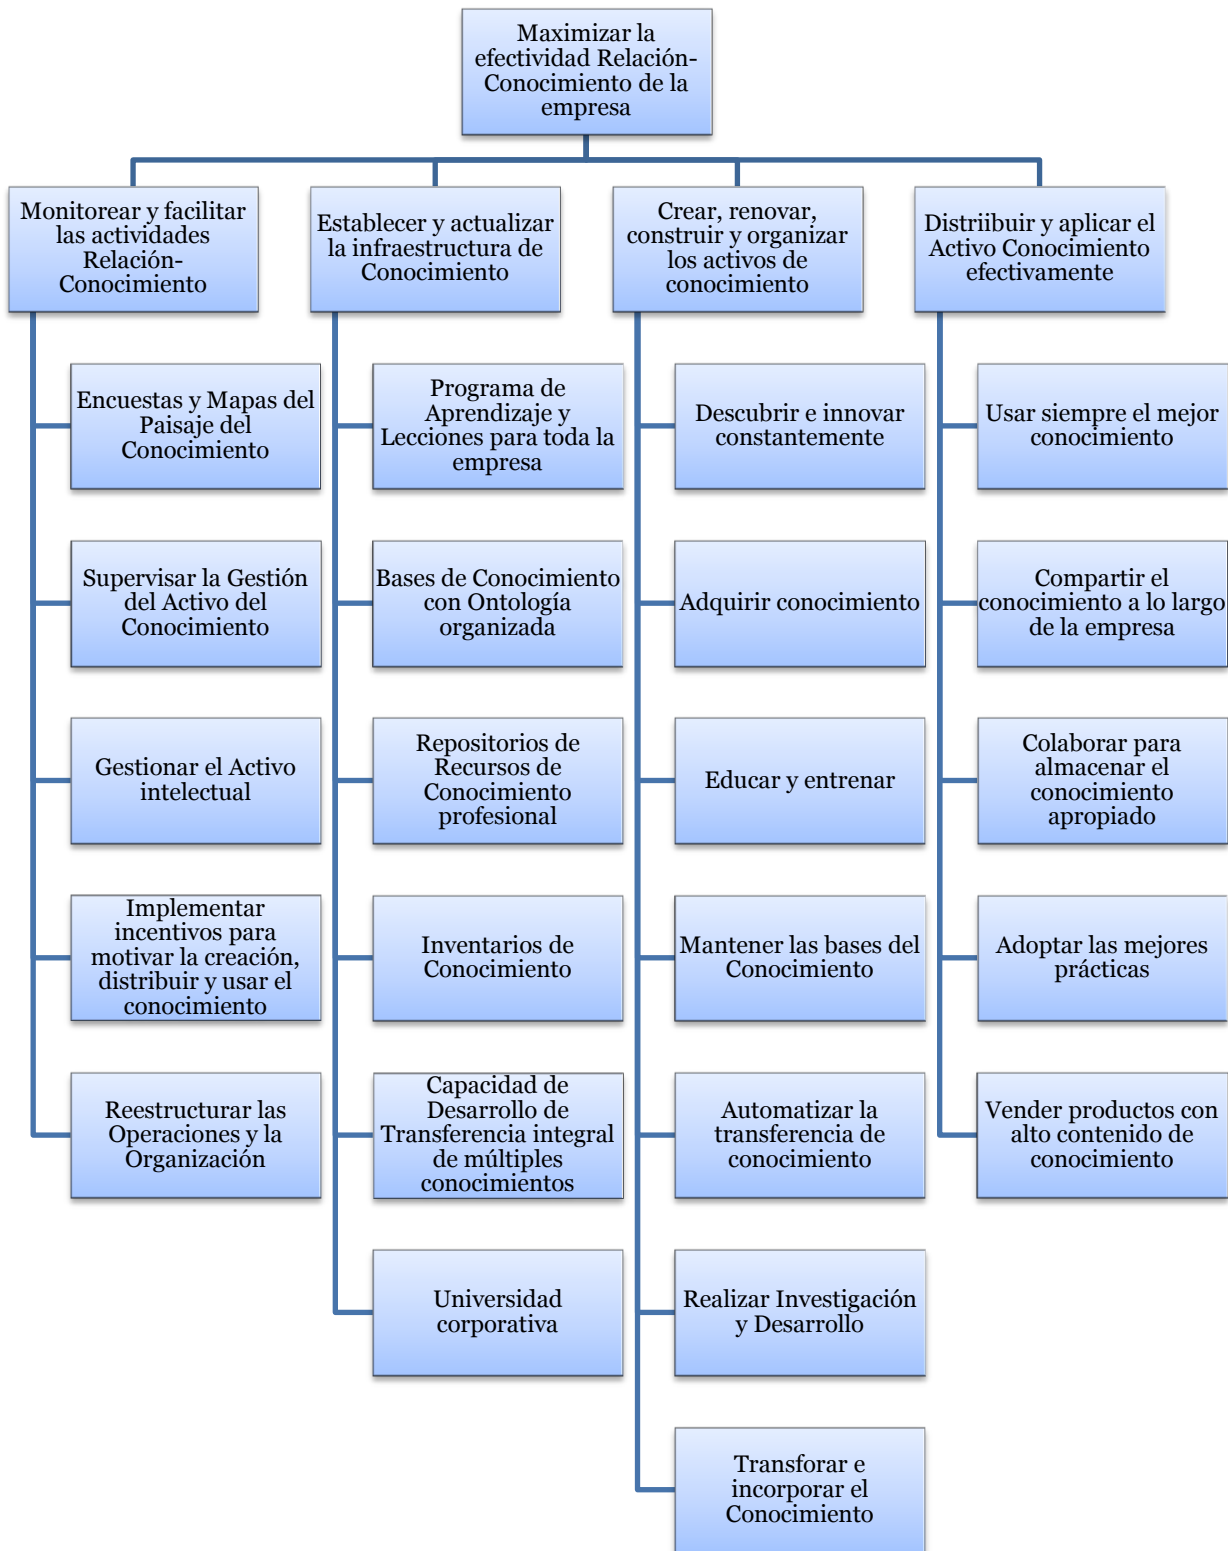 Maximizar la
efectividad Relación-
Conocimiento de la
empresa
Monitorear y facilitar
las actividades
Relación-
Conocimiento
Establecer y actualizar
la infraestructura de
Conocimiento
Crear, renovar,
construir y organizar
los activos de
conocimiento
Distriibuir y aplicar el
Activo Conocimiento
efectivamente
Encuestas y Mapas del
Paisaje del
Conocimiento
Programa de
Aprendizaje y
Lecciones para toda la
empresa
Descubrir e innovar
constantemente
Usar siempre el mejor
conocimiento
Supervisar la Gestión
del Activo del
Conocimiento
Bases de Conocimiento
con Ontología
organizada
Adquirir conocimiento
Compartir el
conocimiento a lo largo
de la empresa
Gestionar el Activo
intelectual
Repositorios de
Recursos de
Conocimiento
profesional
Educar y entrenar
Colaborar para
almacenar el
conocimiento
apropiado
Implementar
incentivos para
motivar la creación,
distribuir y usar el
conocimiento
Inventarios de
Conocimiento
Mantener las bases del
Conocimiento
Adoptar las mejores
prácticas
Reestructurar las
Operaciones y la
Organización
Capacidad de
Desarrollo de
Transferencia integral
de múltiples
conocimientos
Automatizar la
transferencia de
conocimiento
Vender productos con
alto contenido de
conocimiento
Universidad
corporativa
Realizar Investigación
y Desarrollo
Transforar e
incorporar el
Conocimiento